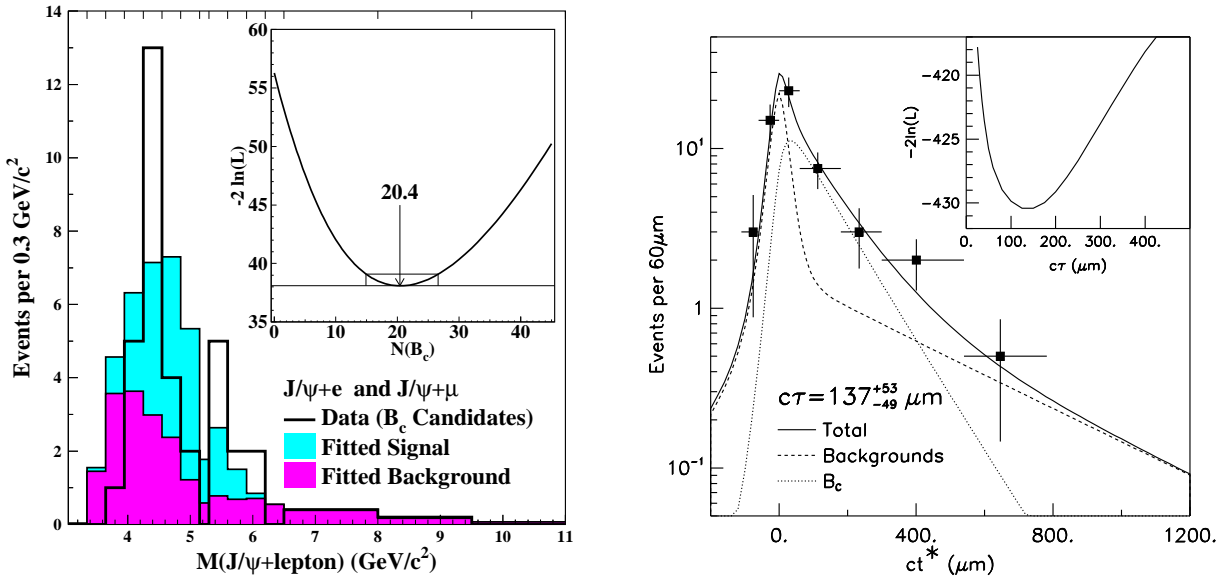 Events per 0.3 GeV/c²
14
12
10
8
6
4
2
0
4 5 6 7 8 9 10 11
M(J/ψ+lepton) (GeV/c²)
-2 ln(L)
60
55
50
45
40
35
0 10 20 30 40
N(B_c)
20.4
J/ψ+e and J/ψ+μ
Data (B_c Candidates)
Fitted Signal
Fitted Background
Events per 60μm
10¹
1
10⁻¹
0. 400. 800. 1200.
ct* (μm)
-2ln(L)
-420
-425
-430
0. 100. 200. 300. 400.
cτ (μm)
cτ=137⁺⁵³₋₄₉ μm
Total
Backgrounds
B_c